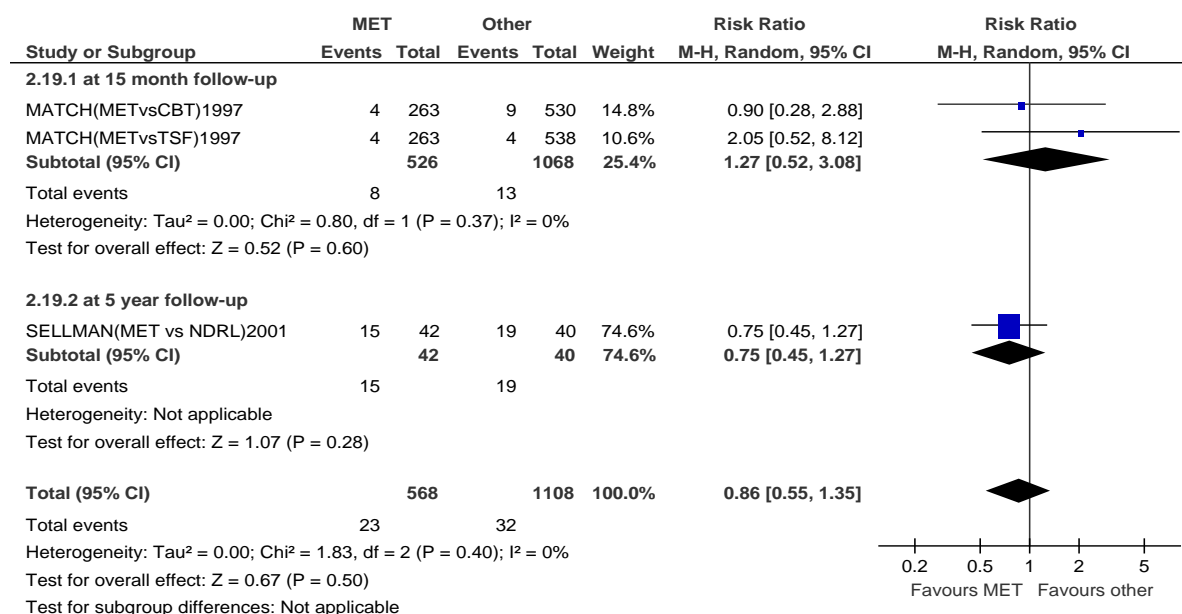 MET Other Risk Ratio Risk Ratio
Study or Subgroup Events Total Events Total Weight M-H, Random, 95% CI M-H, Random, 95% CI
2.19.1 at 15 month follow-up
MATCH(METvsCBT)1997 4 263 9 530 14.8% 0.90 [0.28, 2.88]
MATCH(METvsTSF)1997 4 263 4 538 10.6% 2.05 [0.52, 8.12]
Subtotal (95% CI) 526 1068 25.4% 1.27 [0.52, 3.08]
Total events 8 13
Heterogeneity: Tau² = 0.00; Chi² = 0.80, df = 1 (P = 0.37); I² = 0%
Test for overall effect: Z = 0.52 (P = 0.60)
2.19.2 at 5 year follow-up
SELLMAN(MET vs NDRL)2001 15 42 19 40 74.6% 0.75 [0.45, 1.27]
Subtotal (95% CI) 42 40 74.6% 0.75 [0.45, 1.27]
Total events 15 19
Heterogeneity: Not applicable
Test for overall effect: Z = 1.07 (P = 0.28)
Total (95% CI) 568 1108 100.0% 0.86 [0.55, 1.35]
Total events 23 32
Heterogeneity: Tau² = 0.00; Chi² = 1.83, df = 2 (P = 0.40); I² = 0%
Test for overall effect: Z = 0.67 (P = 0.50)
Test for subgroup differences: Not applicable
0.2 0.5 1 2 5
Favours MET Favours other